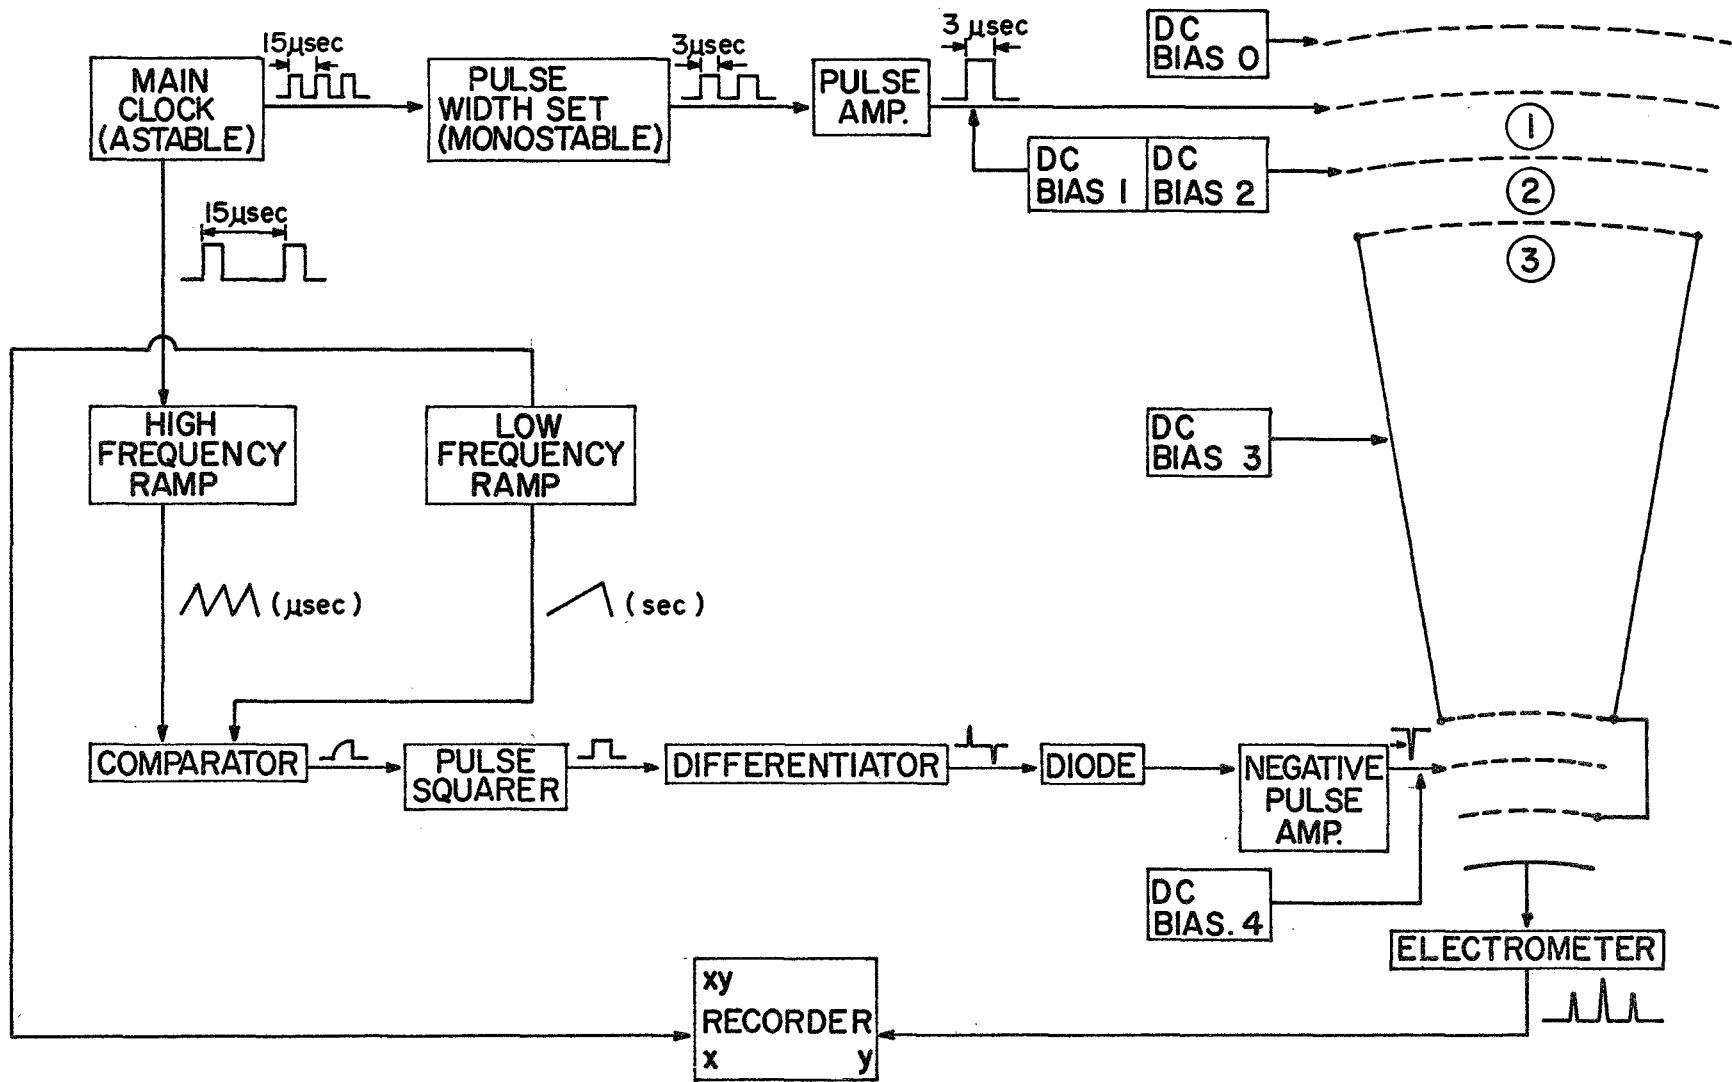 15μsec
3μsec
3 μsec
DC
BIAS 0
MAIN
CLOCK
(ASTABLE)
PULSE
WIDTH SET
(MONOSTABLE)
PULSE
AMP.
1
DC
BIAS 1
DC
BIAS 2
2
15μsec
3
HIGH
FREQUENCY
RAMP
LOW
FREQUENCY
RAMP
DC
BIAS 3
(μsec)
(sec)
COMPARATOR
PULSE
SQUARER
DIFFERENTIATOR
DIODE
NEGATIVE
PULSE
AMP.
DC
BIAS. 4
ELECTROMETER
xy
RECORDER
x y